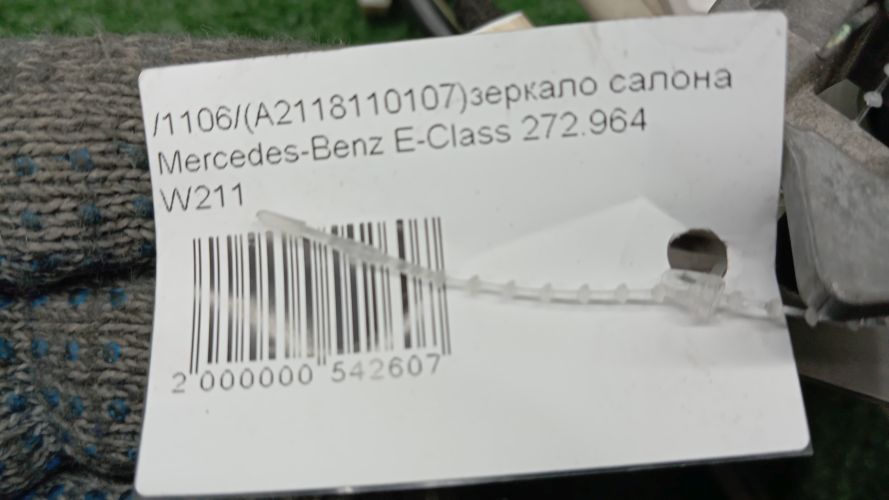 /1106/(A2118110107)зеркало салона
Mercedes-Benz E-Class 272.964
W211
2 000000 542607